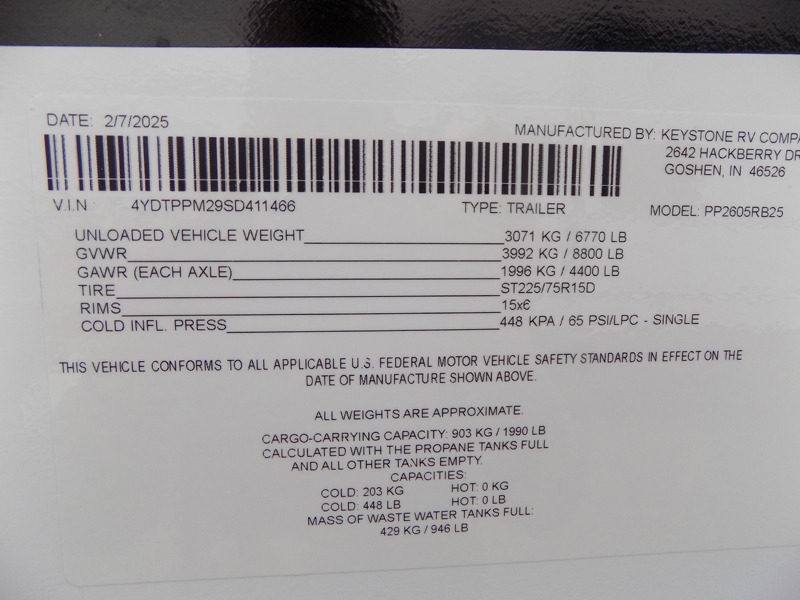 DATE: 2/7/2025
MANUFACTURED BY: KEYSTONE RV COMPA
2642 HACKBERRY DR
GOSHEN, IN 46526
V.I.N 4YDTPPM29SD411466 TYPE: TRAILER MODEL: PP2605RB25
UNLOADED VEHICLE WEIGHT 3071 KG / 6770 LB
GVWR 3992 KG / 8800 LB
GAWR (EACH AXLE) 1996 KG / 4400 LB
TIRE ST225/75R15D
RIMS 15x6
COLD INFL. PRESS 448 KPA / 65 PSI/LPC - SINGLE
THIS VEHICLE CONFORMS TO ALL APPLICABLE U.S. FEDERAL MOTOR VEHICLE SAFETY STANDARDS IN EFFECT ON THE
DATE OF MANUFACTURE SHOWN ABOVE.
ALL WEIGHTS ARE APPROXIMATE.
CARGO-CARRYING CAPACITY: 903 KG / 1990 LB
CALCULATED WITH THE PROPANE TANKS FULL
AND ALL OTHER TANKS EMPTY.
CAPACITIES:
COLD: 203 KG HOT: 0 KG
COLD: 448 LB HOT: 0 LB
MASS OF WASTE WATER TANKS FULL:
429 KG / 946 LB